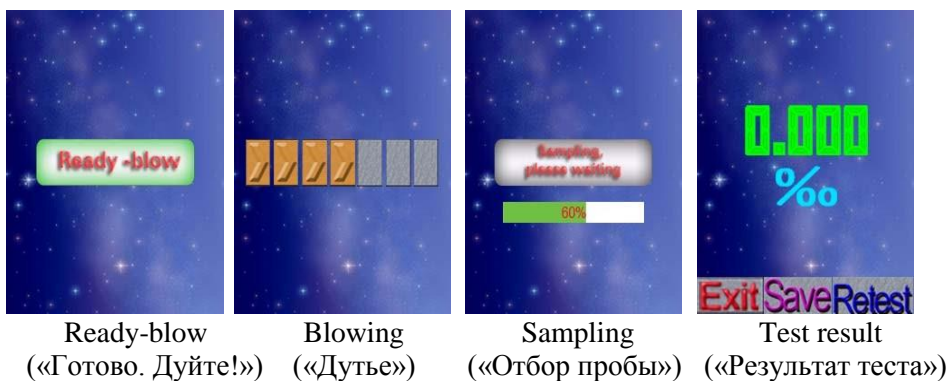 Ready -blow
Sampling,
please waiting
60%
0.000
‰
Exit Save Retest
Ready-blow Blowing Sampling Test result
(«Готово. Дуйте!») («Дутье») («Отбор пробы») («Результат теста»)